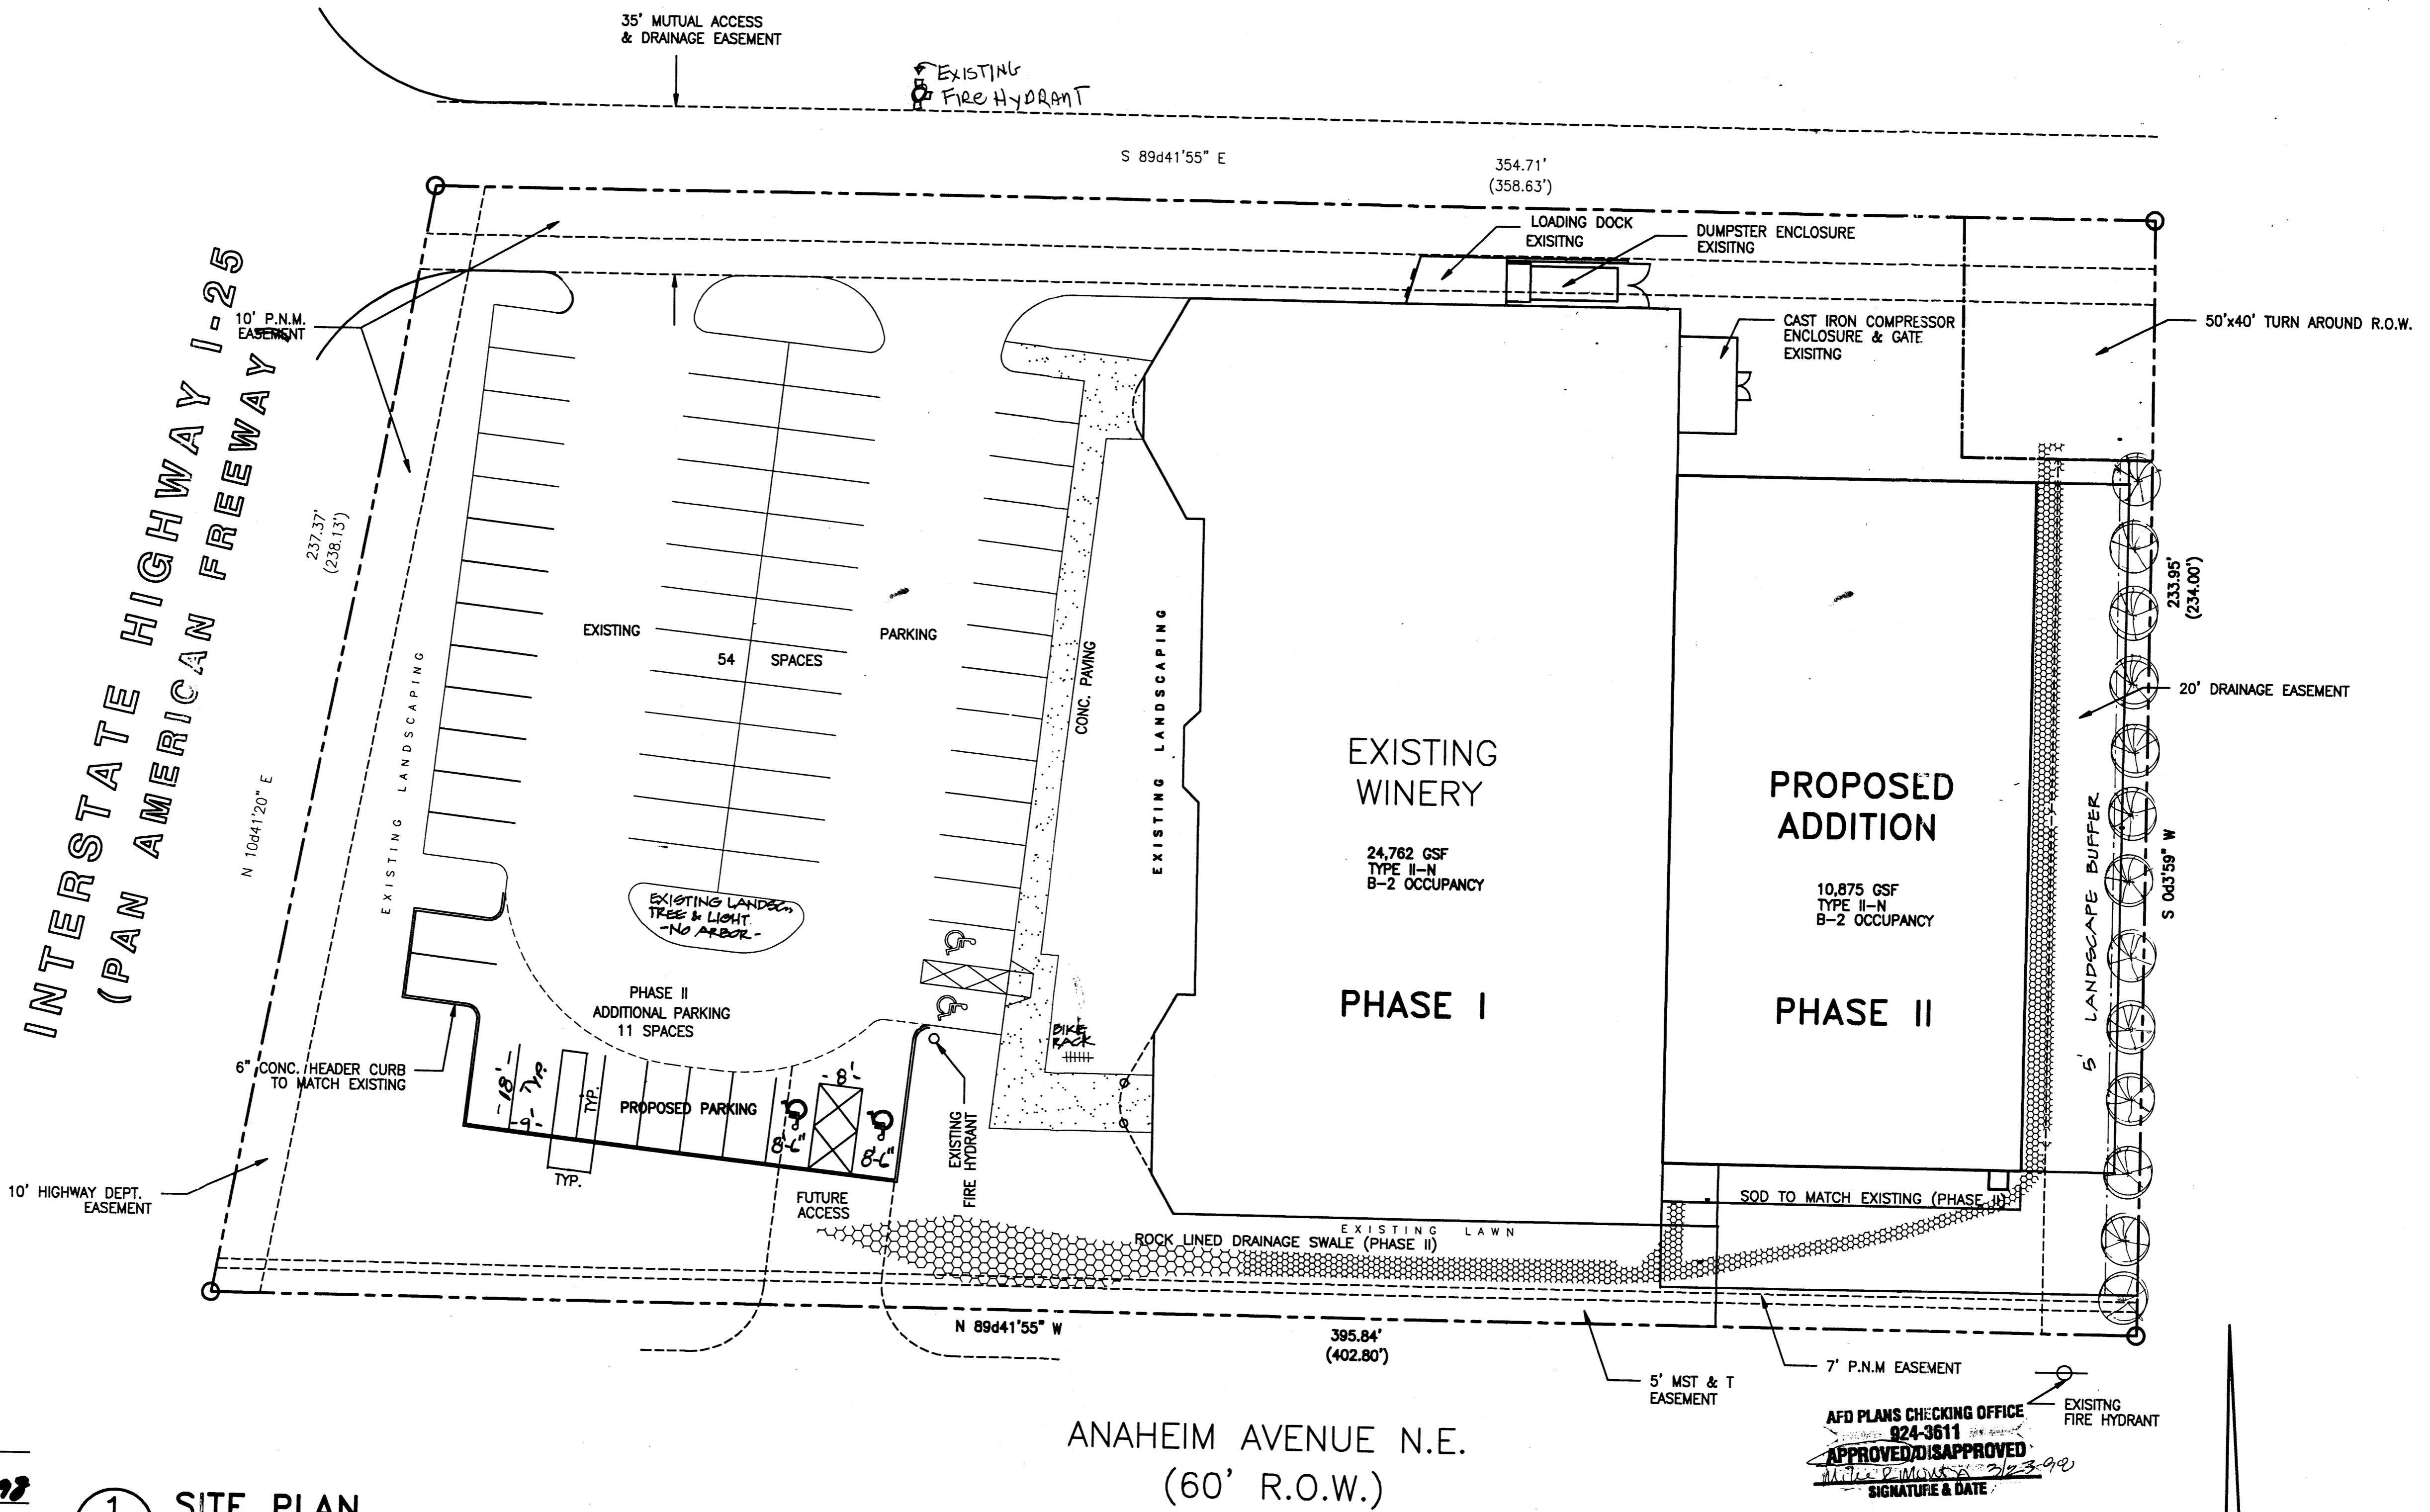 35' MUTUAL ACCESS
& DRAINAGE EASEMENT
EXISTING
FIRE HYDRANT
S 89d41'55" E
354.71'
(358.63')
LOADING DOCK
EXISITNG
DUMPSTER ENCLOSURE
EXISITNG
10' P.N.M.
EASEMENT
CAST IRON COMPRESSOR
ENCLOSURE & GATE
EXISITNG
50'x40' TURN AROUND R.O.W.
INTERSTATE HIGHWAY I-25
(PAN AMERICAN FREEWAY)
237.37'
(238.13')
N 10d41'20" E
EXISTING LANDSCAPING
EXISTING
PARKING
54 SPACES
CONC. PAVING
EXISTING LANDSCAPING
233.95'
(234.00')
S 0d3'59" W
20' DRAINAGE EASEMENT
5' LANDSCAPE BUFFER
EXISTING
WINERY
24,762 GSF
TYPE II-N
B-2 OCCUPANCY
PHASE I
PROPOSED
ADDITION
10,875 GSF
TYPE II-N
B-2 OCCUPANCY
PHASE II
EXISTING LANDSC,
TREE & LIGHT
-NO ARBOR-
PHASE II
ADDITIONAL PARKING
11 SPACES
BIKE
RACK
6" CONC. HEADER CURB
TO MATCH EXISTING
-18'-
TYP.
-9'-
TYP.
TYP.
PROPOSED PARKING
-8'-
8'-6"
8'-6"
EXISTING
FIRE HYDRANT
10' HIGHWAY DEPT.
EASEMENT
FUTURE
ACCESS
SOD TO MATCH EXISTING (PHASE II)
EXISTING LAWN
ROCK LINED DRAINAGE SWALE (PHASE II)
N 89d41'55" W
395.84'
(402.80')
7' P.N.M EASEMENT
5' MST & T
EASEMENT
EXISITNG
FIRE HYDRANT
ANAHEIM AVENUE N.E.
(60' R.O.W.)
AFD PLANS CHECKING OFFICE
924-3611
APPROVED/DISAPPROVED
3/23-98
SIGNATURE & DATE
98
1
SITE PLAN